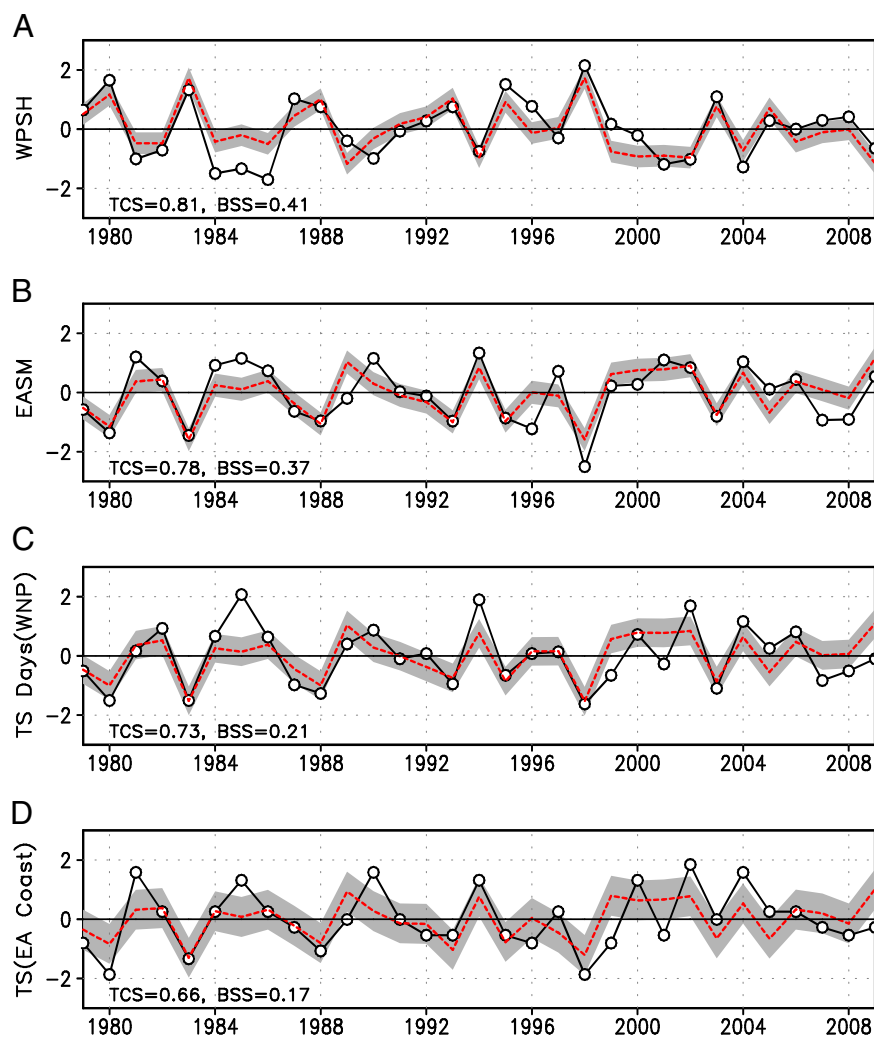 A
WPSH
2
0
−2
TCS=0.81, BSS=0.41
1980 1984 1988 1992 1996 2000 2004 2008
B
EASM
2
0
−2
TCS=0.78, BSS=0.37
1980 1984 1988 1992 1996 2000 2004 2008
C
TS Days(WNP)
2
0
−2
TCS=0.73, BSS=0.21
1980 1984 1988 1992 1996 2000 2004 2008
D
TS(EA Coast)
2
0
−2
TCS=0.66, BSS=0.17
1980 1984 1988 1992 1996 2000 2004 2008